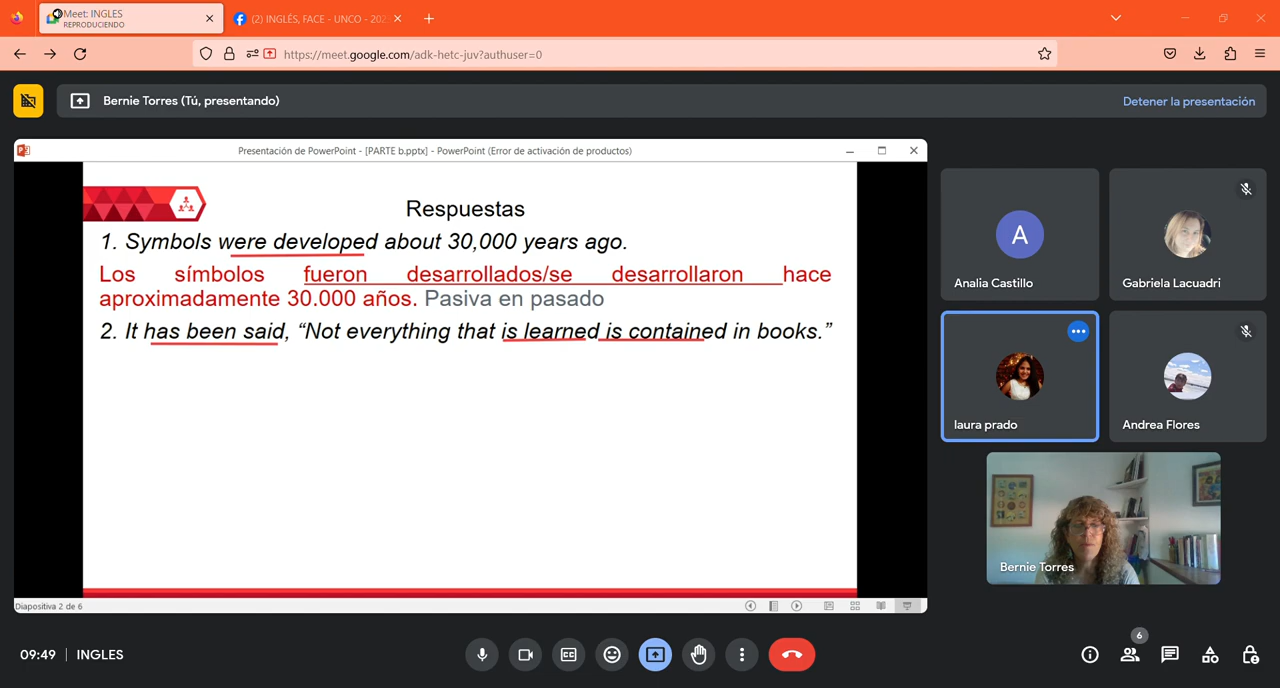 Meet: INGLES
REPRODUCIENDO
(2) INGLÉS, FACE - UNCO - 202
https://meet.google.com/adk-hetc-juv?authuser=0
Bernie Torres (Tú, presentando)
Detener la presentación
Presentación de PowerPoint - [PARTE b.pptx] - PowerPoint (Error de activación de productos)
Respuestas
1. Symbols were developed about 30,000 years ago.
Los símbolos fueron desarrollados/se desarrollaron hace
aproximadamente 30.000 años. Pasiva en pasado
2. It has been said, “Not everything that is learned is contained in books.”
Diapositiva 2 de 6
A
Analia Castillo
Gabriela Lacuadri
laura prado
Andrea Flores
Bernie Torres
09:49 | INGLES
6